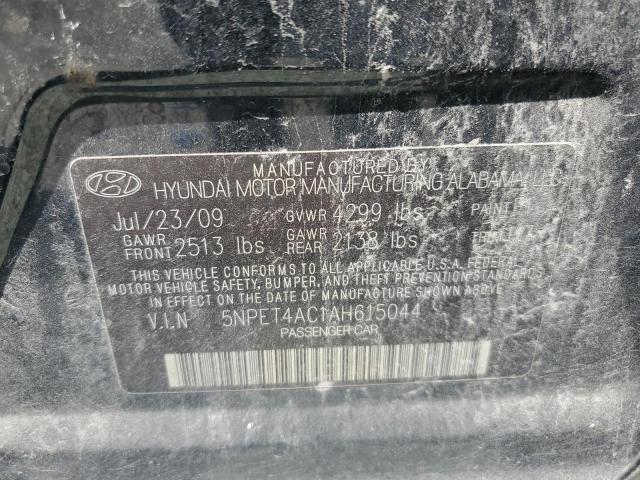 MANUFACTURED BY
HYUNDAI MOTOR MANUFACTURING ALABAMA, LLC
Jul/23/09 GVWR 4299 lbs PAINT
GAWR FRONT 2513 lbs GAWR REAR 2138 lbs
THIS VEHICLE CONFORMS TO ALL APPLICABLE U.S.A. FEDERAL
MOTOR VEHICLE SAFETY, BUMPER, AND THEFT PREVENTION STANDARDS
IN EFFECT ON THE DATE OF MANUFACTURE SHOWN ABOVE.
V.I.N 5NPET4AC1AH615044
PASSENGER CAR